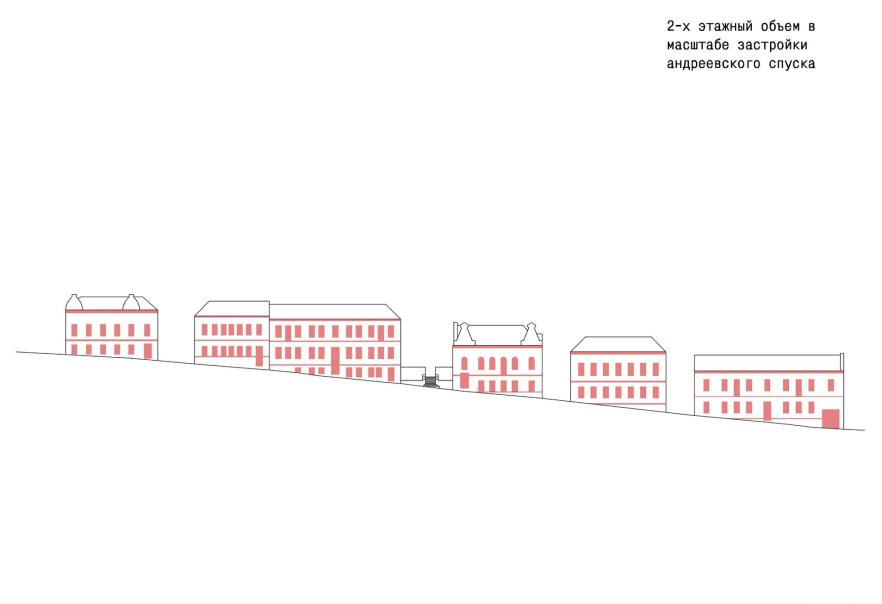 2-х этажный объем в
масштабе застройки
андреевского спуска